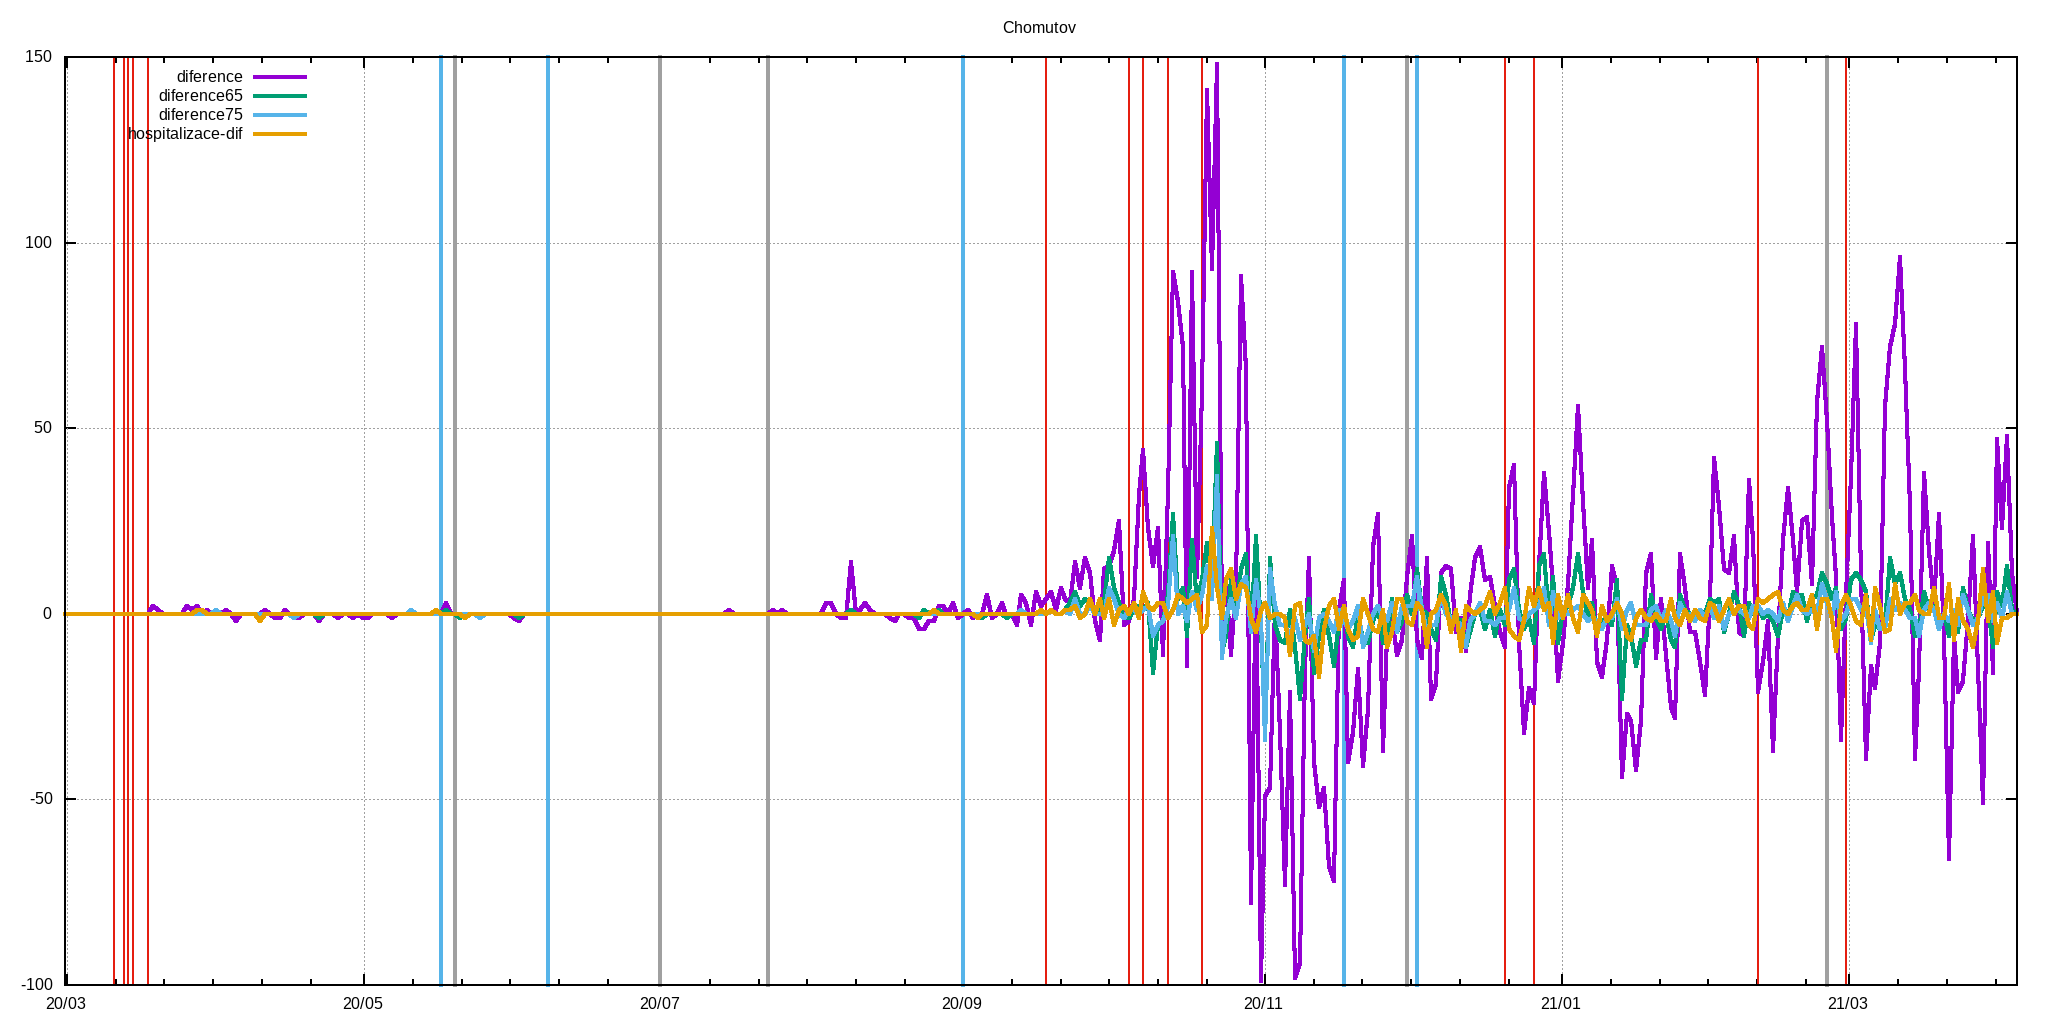 Chomutov
150
100
50
0
-50
-100
diference
diference65
diference75
hospitalizace-dif
20/03 20/05 20/07 20/09 20/11 21/01 21/03